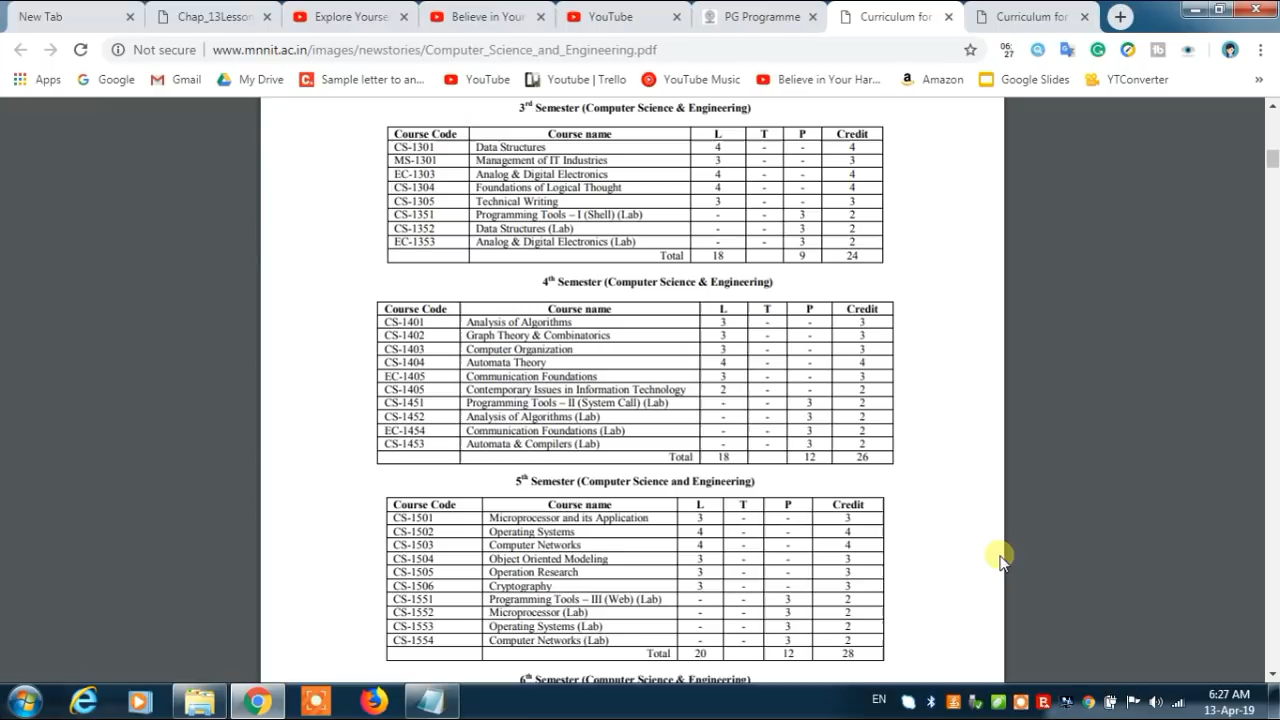 New Tab
Chap_13Lesson
Explore Yourse
Believe in You
YouTube
PG Programme
Curriculum for
Curriculum for
Not secure
www.mnnit.ac.in/images/newstories/Computer_Science_and_Engineering.pdf
06:
27
Apps
Google
Gmail
My Drive
Sample letter to an...
YouTube
Youtube | Trello
YouTube Music
Believe in Your Har...
Amazon
Google Slides
YTConverter
3rd Semester (Computer Science & Engineering)
Course Code Course name L T P Credit
CS-1301 Data Structures 4 - - 4
MS-1301 Management of IT Industries 3 - - 3
EC-1303 Analog & Digital Electronics 4 - - 4
CS-1304 Foundations of Logical Thought 4 - - 4
CS-1305 Technical Writing 3 - - 3
CS-1351 Programming Tools – I (Shell) (Lab) - - 3 2
CS-1352 Data Structures (Lab) - - 3 2
EC-1353 Analog & Digital Electronics (Lab) - - 3 2
Total 18 9 24
4th Semester (Computer Science & Engineering)
Course Code Course name L T P Credit
CS-1401 Analysis of Algorithms 3 - - 3
CS-1402 Graph Theory & Combinatorics 3 - - 3
CS-1403 Computer Organization 3 - - 3
CS-1404 Automata Theory 4 - - 4
EC-1405 Communication Foundations 3 - - 3
CS-1405 Contemporary Issues in Information Technology 2 - - 2
CS-1451 Programming Tools – II (System Call) (Lab) - - 3 2
CS-1452 Analysis of Algorithms (Lab) - - 3 2
EC-1454 Communication Foundations (Lab) - - 3 2
CS-1453 Automata & Compilers (Lab) - - 3 2
Total 18 12 26
5th Semester (Computer Science and Engineering)
Course Code Course name L T P Credit
CS-1501 Microprocessor and its Application 3 - - 3
CS-1502 Operating Systems 4 - - 4
CS-1503 Computer Networks 4 - - 4
CS-1504 Object Oriented Modeling 3 - - 3
CS-1505 Operation Research 3 - - 3
CS-1506 Cryptography 3 - - 3
CS-1551 Programming Tools – III (Web) (Lab) - - 3 2
CS-1552 Microprocessor (Lab) - - 3 2
CS-1553 Operating Systems (Lab) - - 3 2
CS-1554 Computer Networks (Lab) - - 3 2
Total 20 12 28
6th Semester (Computer Science & Engineering)
EN
6:27 AM
13-Apr-19